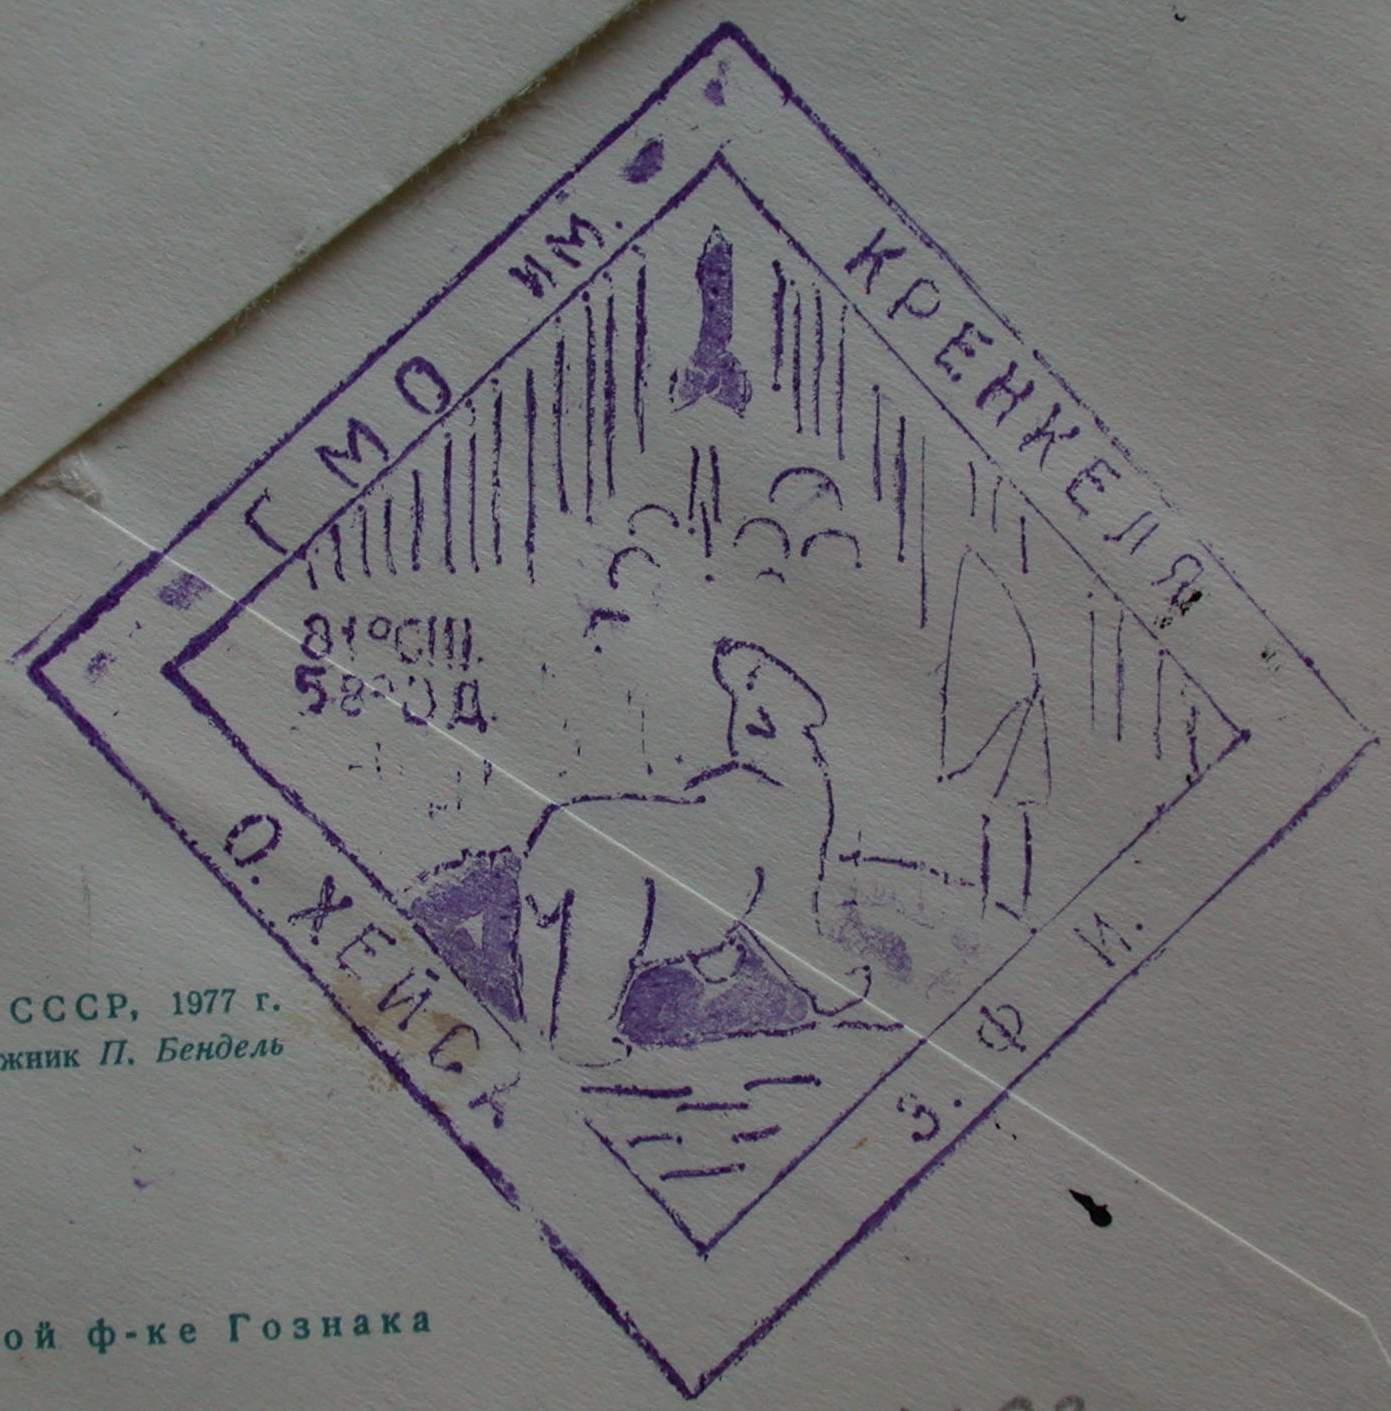 ГМО ИМ.
КРЕНКЕЛЯ
81°СШ.
58°ВД.
О. ХЕЙСА
З. Ф И.
СССР, 1977 г.
жник П. Бендель
ой ф-ке Гознака